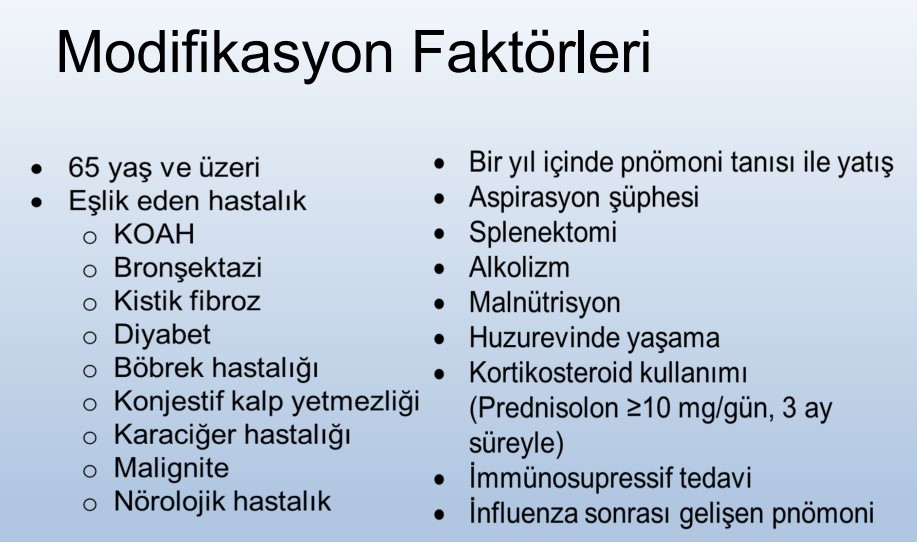 Modifikasyon Faktörleri
• 65 yaş ve üzeri
• Eşlik eden hastalık
o KOAH
o Bronşektazi
o Kistik fibroz
o Diyabet
o Böbrek hastalığı
o Konjestif kalp yetmezliği
o Karaciğer hastalığı
o Malignite
o Nörolojik hastalık
• Bir yıl içinde pnömoni tanısı ile yatış
• Aspirasyon şüphesi
• Splenektomi
• Alkolizm
• Malnütrisyon
• Huzurevinde yaşama
• Kortikosteroid kullanımı
(Prednisolon ≥10 mg/gün, 3 ay
süreyle)
• İmmünosupressif tedavi
• İnfluenza sonrası gelişen pnömoni